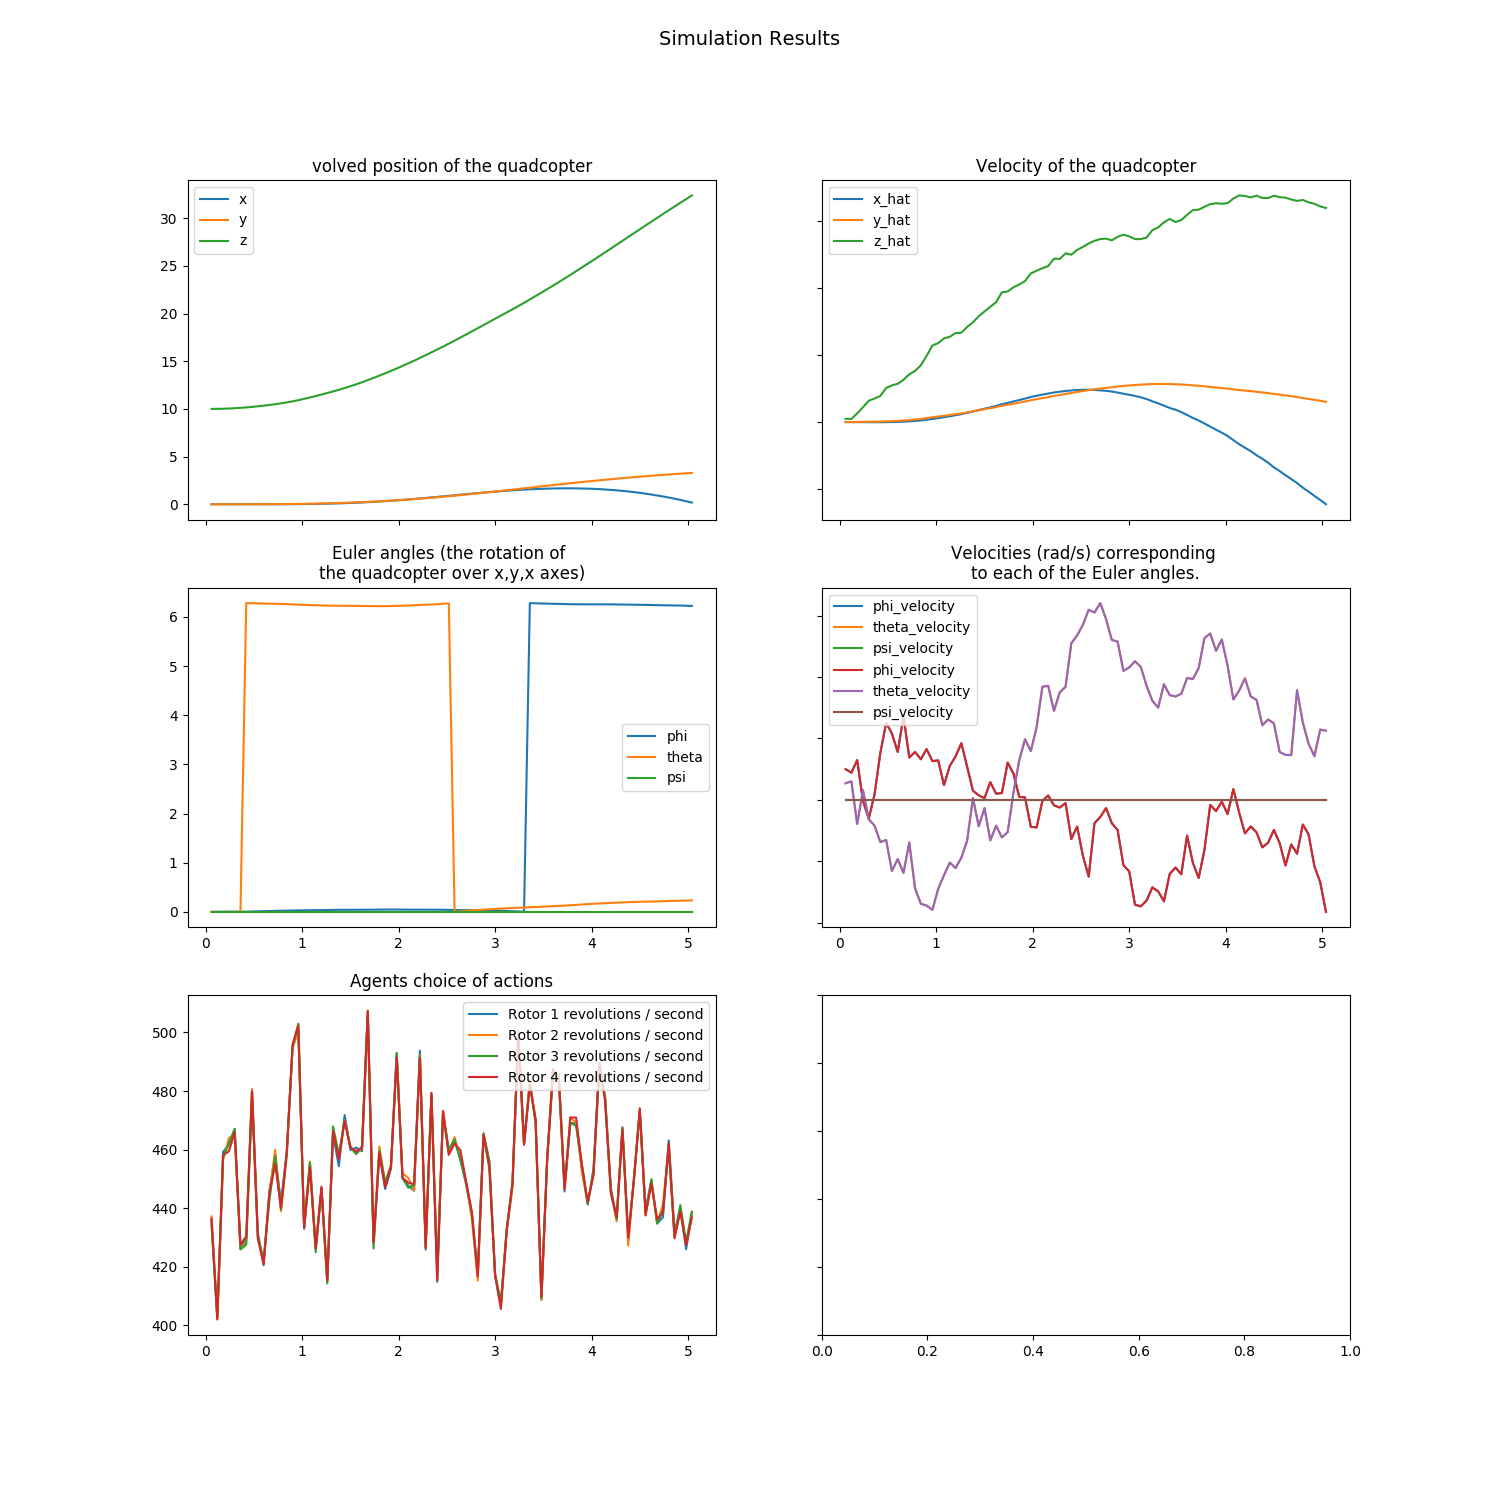 Simulation Results
volved position of the quadcopter
x
y
z
30
25
20
15
10
5
0
Velocity of the quadcopter
x_hat
y_hat
z_hat
Euler angles (the rotation of
the quadcopter over x,y,x axes)
6
5
4
3
2
1
0
phi
theta
psi
0 1 2 3 4 5
Velocities (rad/s) corresponding
to each of the Euler angles.
phi_velocity
theta_velocity
psi_velocity
phi_velocity
theta_velocity
psi_velocity
0 1 2 3 4 5
Agents choice of actions
Rotor 1 revolutions / second
Rotor 2 revolutions / second
Rotor 3 revolutions / second
Rotor 4 revolutions / second
500
480
460
440
420
400
0 1 2 3 4 5
0.0 0.2 0.4 0.6 0.8 1.0